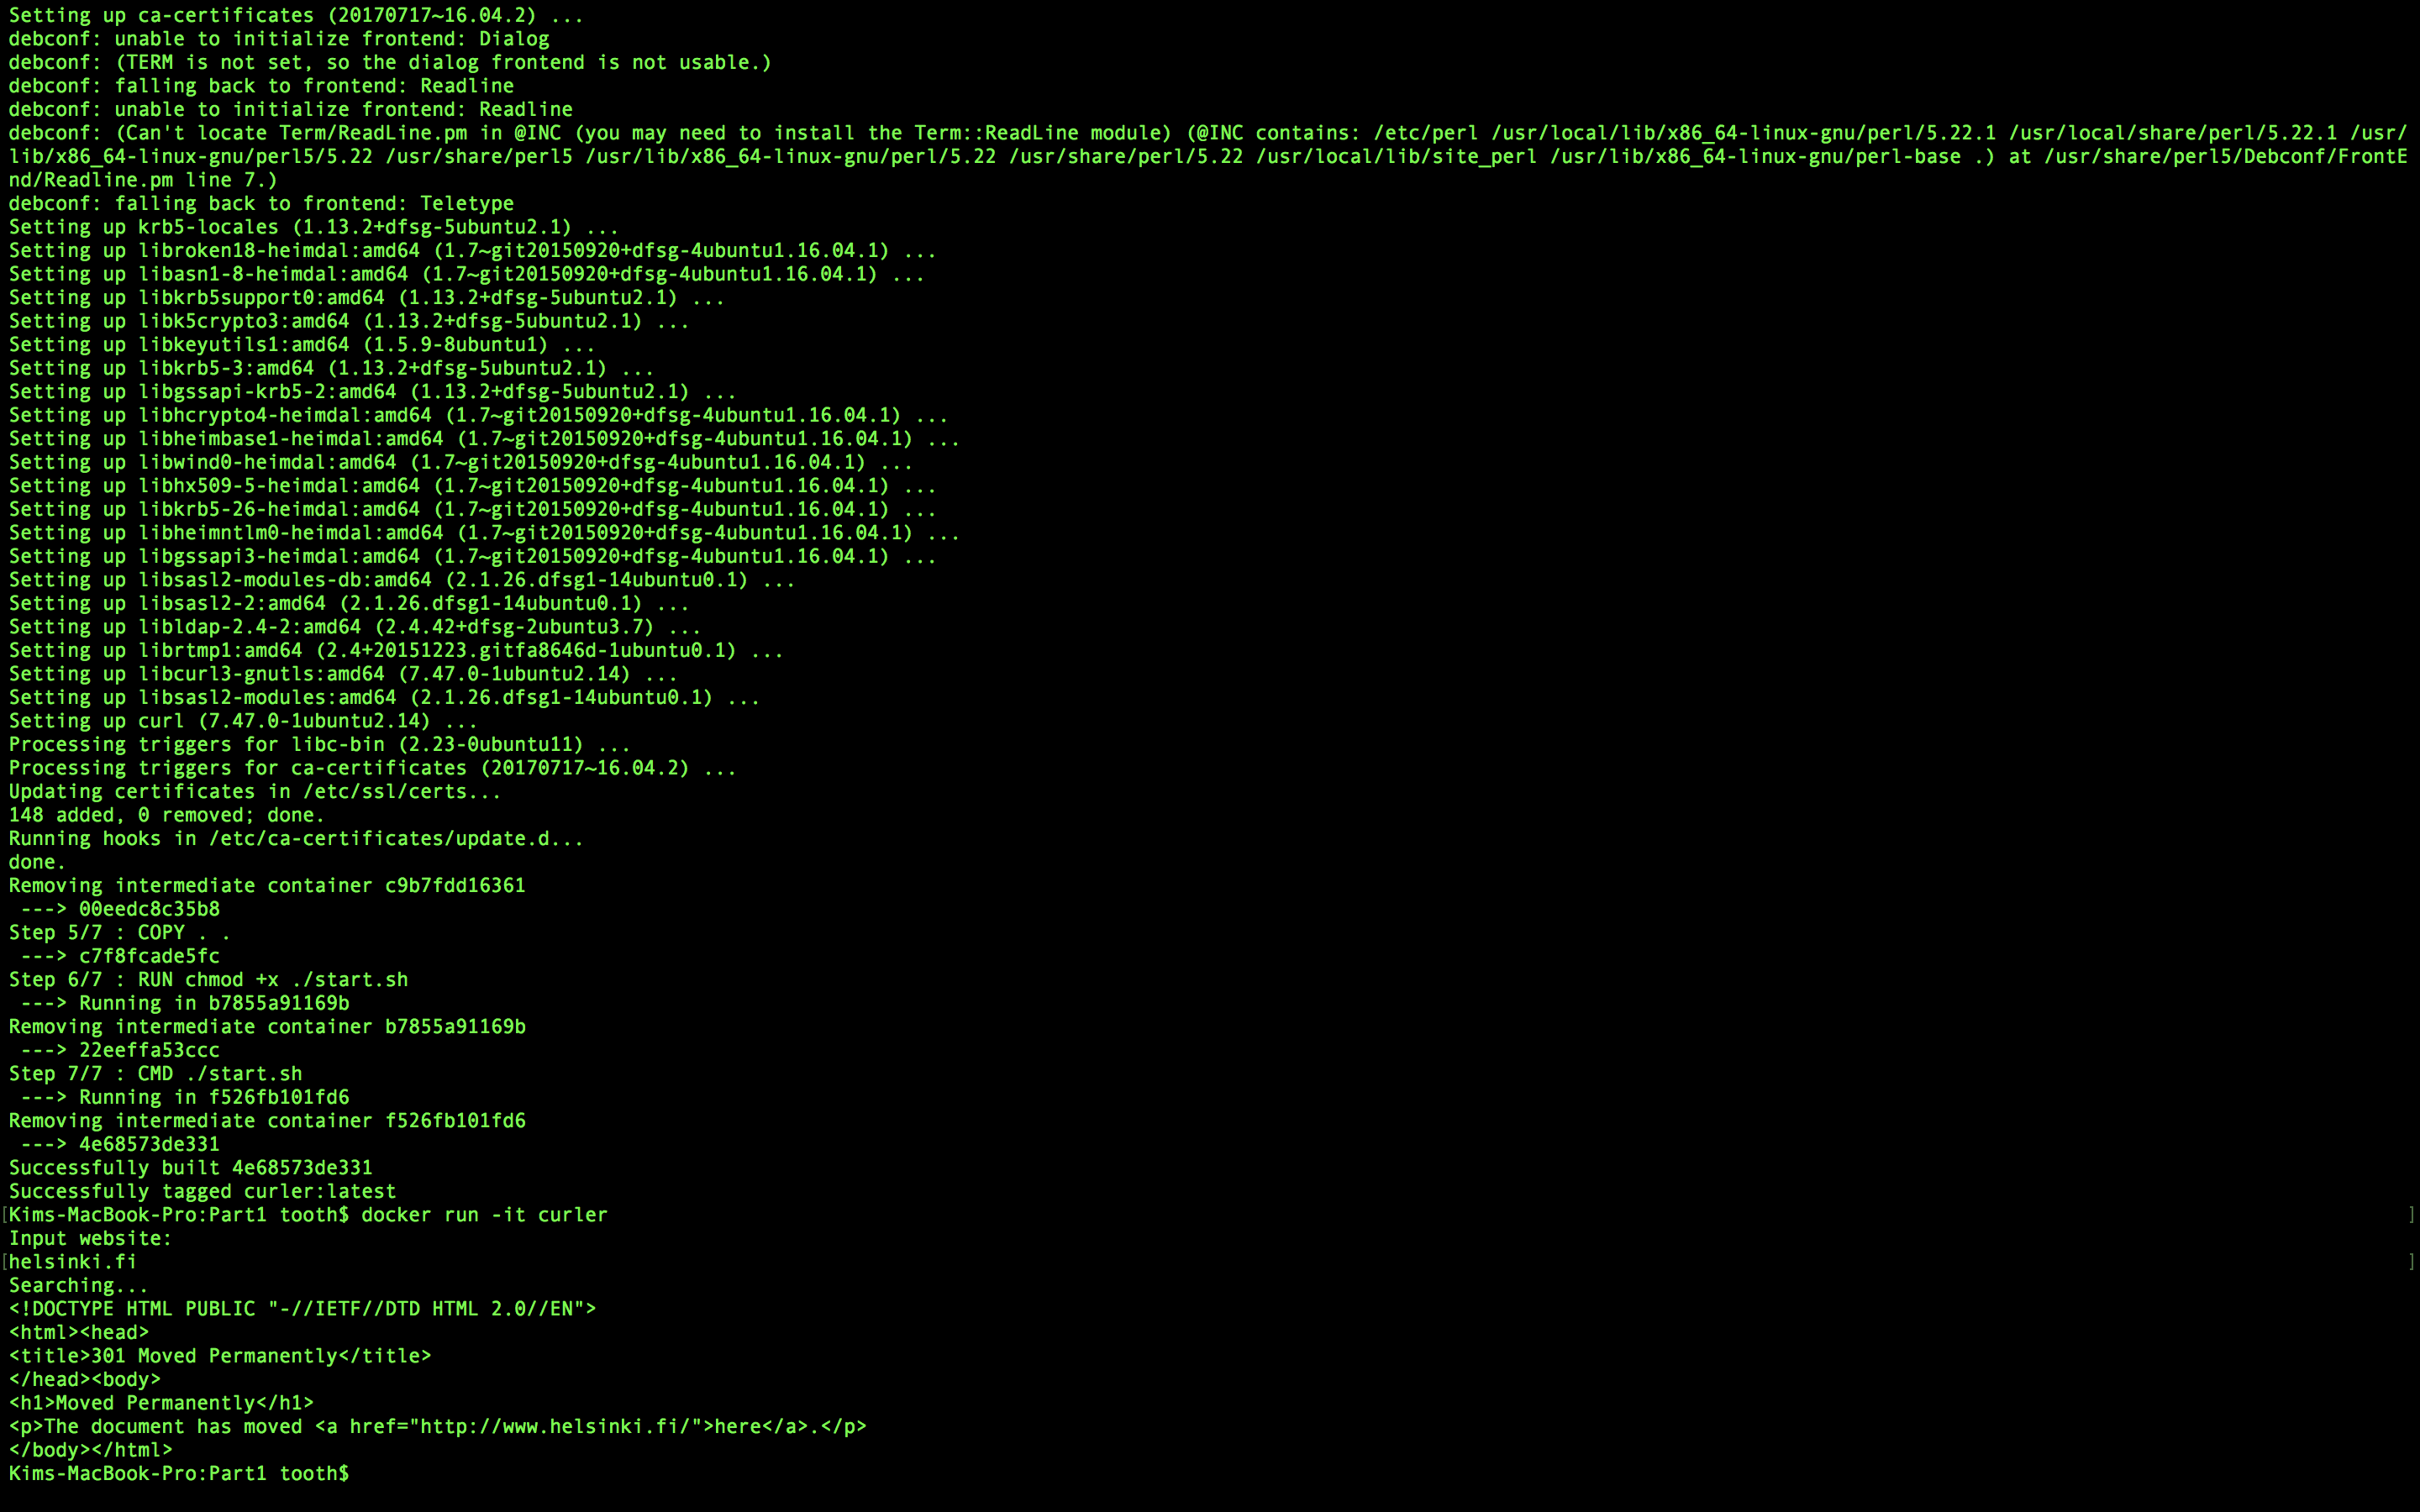 Setting up ca-certificates (20170717~16.04.2) ...
debconf: unable to initialize frontend: Dialog
debconf: (TERM is not set, so the dialog frontend is not usable.)
debconf: falling back to frontend: Readline
debconf: unable to initialize frontend: Readline
debconf: (Can't locate Term/ReadLine.pm in @INC (you may need to install the Term::ReadLine module) (@INC contains: /etc/perl /usr/local/lib/x86_64-linux-gnu/perl/5.22.1 /usr/local/share/perl/5.22.1 /usr/
lib/x86_64-linux-gnu/perl5/5.22 /usr/share/perl5 /usr/lib/x86_64-linux-gnu/perl/5.22 /usr/share/perl/5.22 /usr/local/lib/site_perl /usr/lib/x86_64-linux-gnu/perl-base .) at /usr/share/perl5/Debconf/FrontE
nd/Readline.pm line 7.)
debconf: falling back to frontend: Teletype
Setting up krb5-locales (1.13.2+dfsg-5ubuntu2.1) ...
Setting up libroken18-heimdal:amd64 (1.7~git20150920+dfsg-4ubuntu1.16.04.1) ...
Setting up libasn1-8-heimdal:amd64 (1.7~git20150920+dfsg-4ubuntu1.16.04.1) ...
Setting up libkrb5support0:amd64 (1.13.2+dfsg-5ubuntu2.1) ...
Setting up libk5crypto3:amd64 (1.13.2+dfsg-5ubuntu2.1) ...
Setting up libkeyutils1:amd64 (1.5.9-8ubuntu1) ...
Setting up libkrb5-3:amd64 (1.13.2+dfsg-5ubuntu2.1) ...
Setting up libgssapi-krb5-2:amd64 (1.13.2+dfsg-5ubuntu2.1) ...
Setting up libhcrypto4-heimdal:amd64 (1.7~git20150920+dfsg-4ubuntu1.16.04.1) ...
Setting up libheimbase1-heimdal:amd64 (1.7~git20150920+dfsg-4ubuntu1.16.04.1) ...
Setting up libwind0-heimdal:amd64 (1.7~git20150920+dfsg-4ubuntu1.16.04.1) ...
Setting up libhx509-5-heimdal:amd64 (1.7~git20150920+dfsg-4ubuntu1.16.04.1) ...
Setting up libkrb5-26-heimdal:amd64 (1.7~git20150920+dfsg-4ubuntu1.16.04.1) ...
Setting up libheimntlm0-heimdal:amd64 (1.7~git20150920+dfsg-4ubuntu1.16.04.1) ...
Setting up libgssapi3-heimdal:amd64 (1.7~git20150920+dfsg-4ubuntu1.16.04.1) ...
Setting up libsasl2-modules-db:amd64 (2.1.26.dfsg1-14ubuntu0.1) ...
Setting up libsasl2-2:amd64 (2.1.26.dfsg1-14ubuntu0.1) ...
Setting up libldap-2.4-2:amd64 (2.4.42+dfsg-2ubuntu3.7) ...
Setting up librtmp1:amd64 (2.4+20151223.gitfa8646d-1ubuntu0.1) ...
Setting up libcurl3-gnutls:amd64 (7.47.0-1ubuntu2.14) ...
Setting up libsasl2-modules:amd64 (2.1.26.dfsg1-14ubuntu0.1) ...
Setting up curl (7.47.0-1ubuntu2.14) ...
Processing triggers for libc-bin (2.23-0ubuntu11) ...
Processing triggers for ca-certificates (20170717~16.04.2) ...
Updating certificates in /etc/ssl/certs...
148 added, 0 removed; done.
Running hooks in /etc/ca-certificates/update.d...
done.
Removing intermediate container c9b7fdd16361
 ---> 00eedc8c35b8
Step 5/7 : COPY . .
 ---> c7f8fcade5fc
Step 6/7 : RUN chmod +x ./start.sh
 ---> Running in b7855a91169b
Removing intermediate container b7855a91169b
 ---> 22eeffa53ccc
Step 7/7 : CMD ./start.sh
 ---> Running in f526fb101fd6
Removing intermediate container f526fb101fd6
 ---> 4e68573de331
Successfully built 4e68573de331
Successfully tagged curler:latest
[Kims-MacBook-Pro:Part1 tooth$ docker run -it curler ]
Input website:
[helsinki.fi ]
Searching...
<!DOCTYPE HTML PUBLIC "-//IETF//DTD HTML 2.0//EN">
<html><head>
<title>301 Moved Permanently</title>
</head><body>
<h1>Moved Permanently</h1>
<p>The document has moved <a href="http://www.helsinki.fi/">here</a>.</p>
</body></html>
Kims-MacBook-Pro:Part1 tooth$